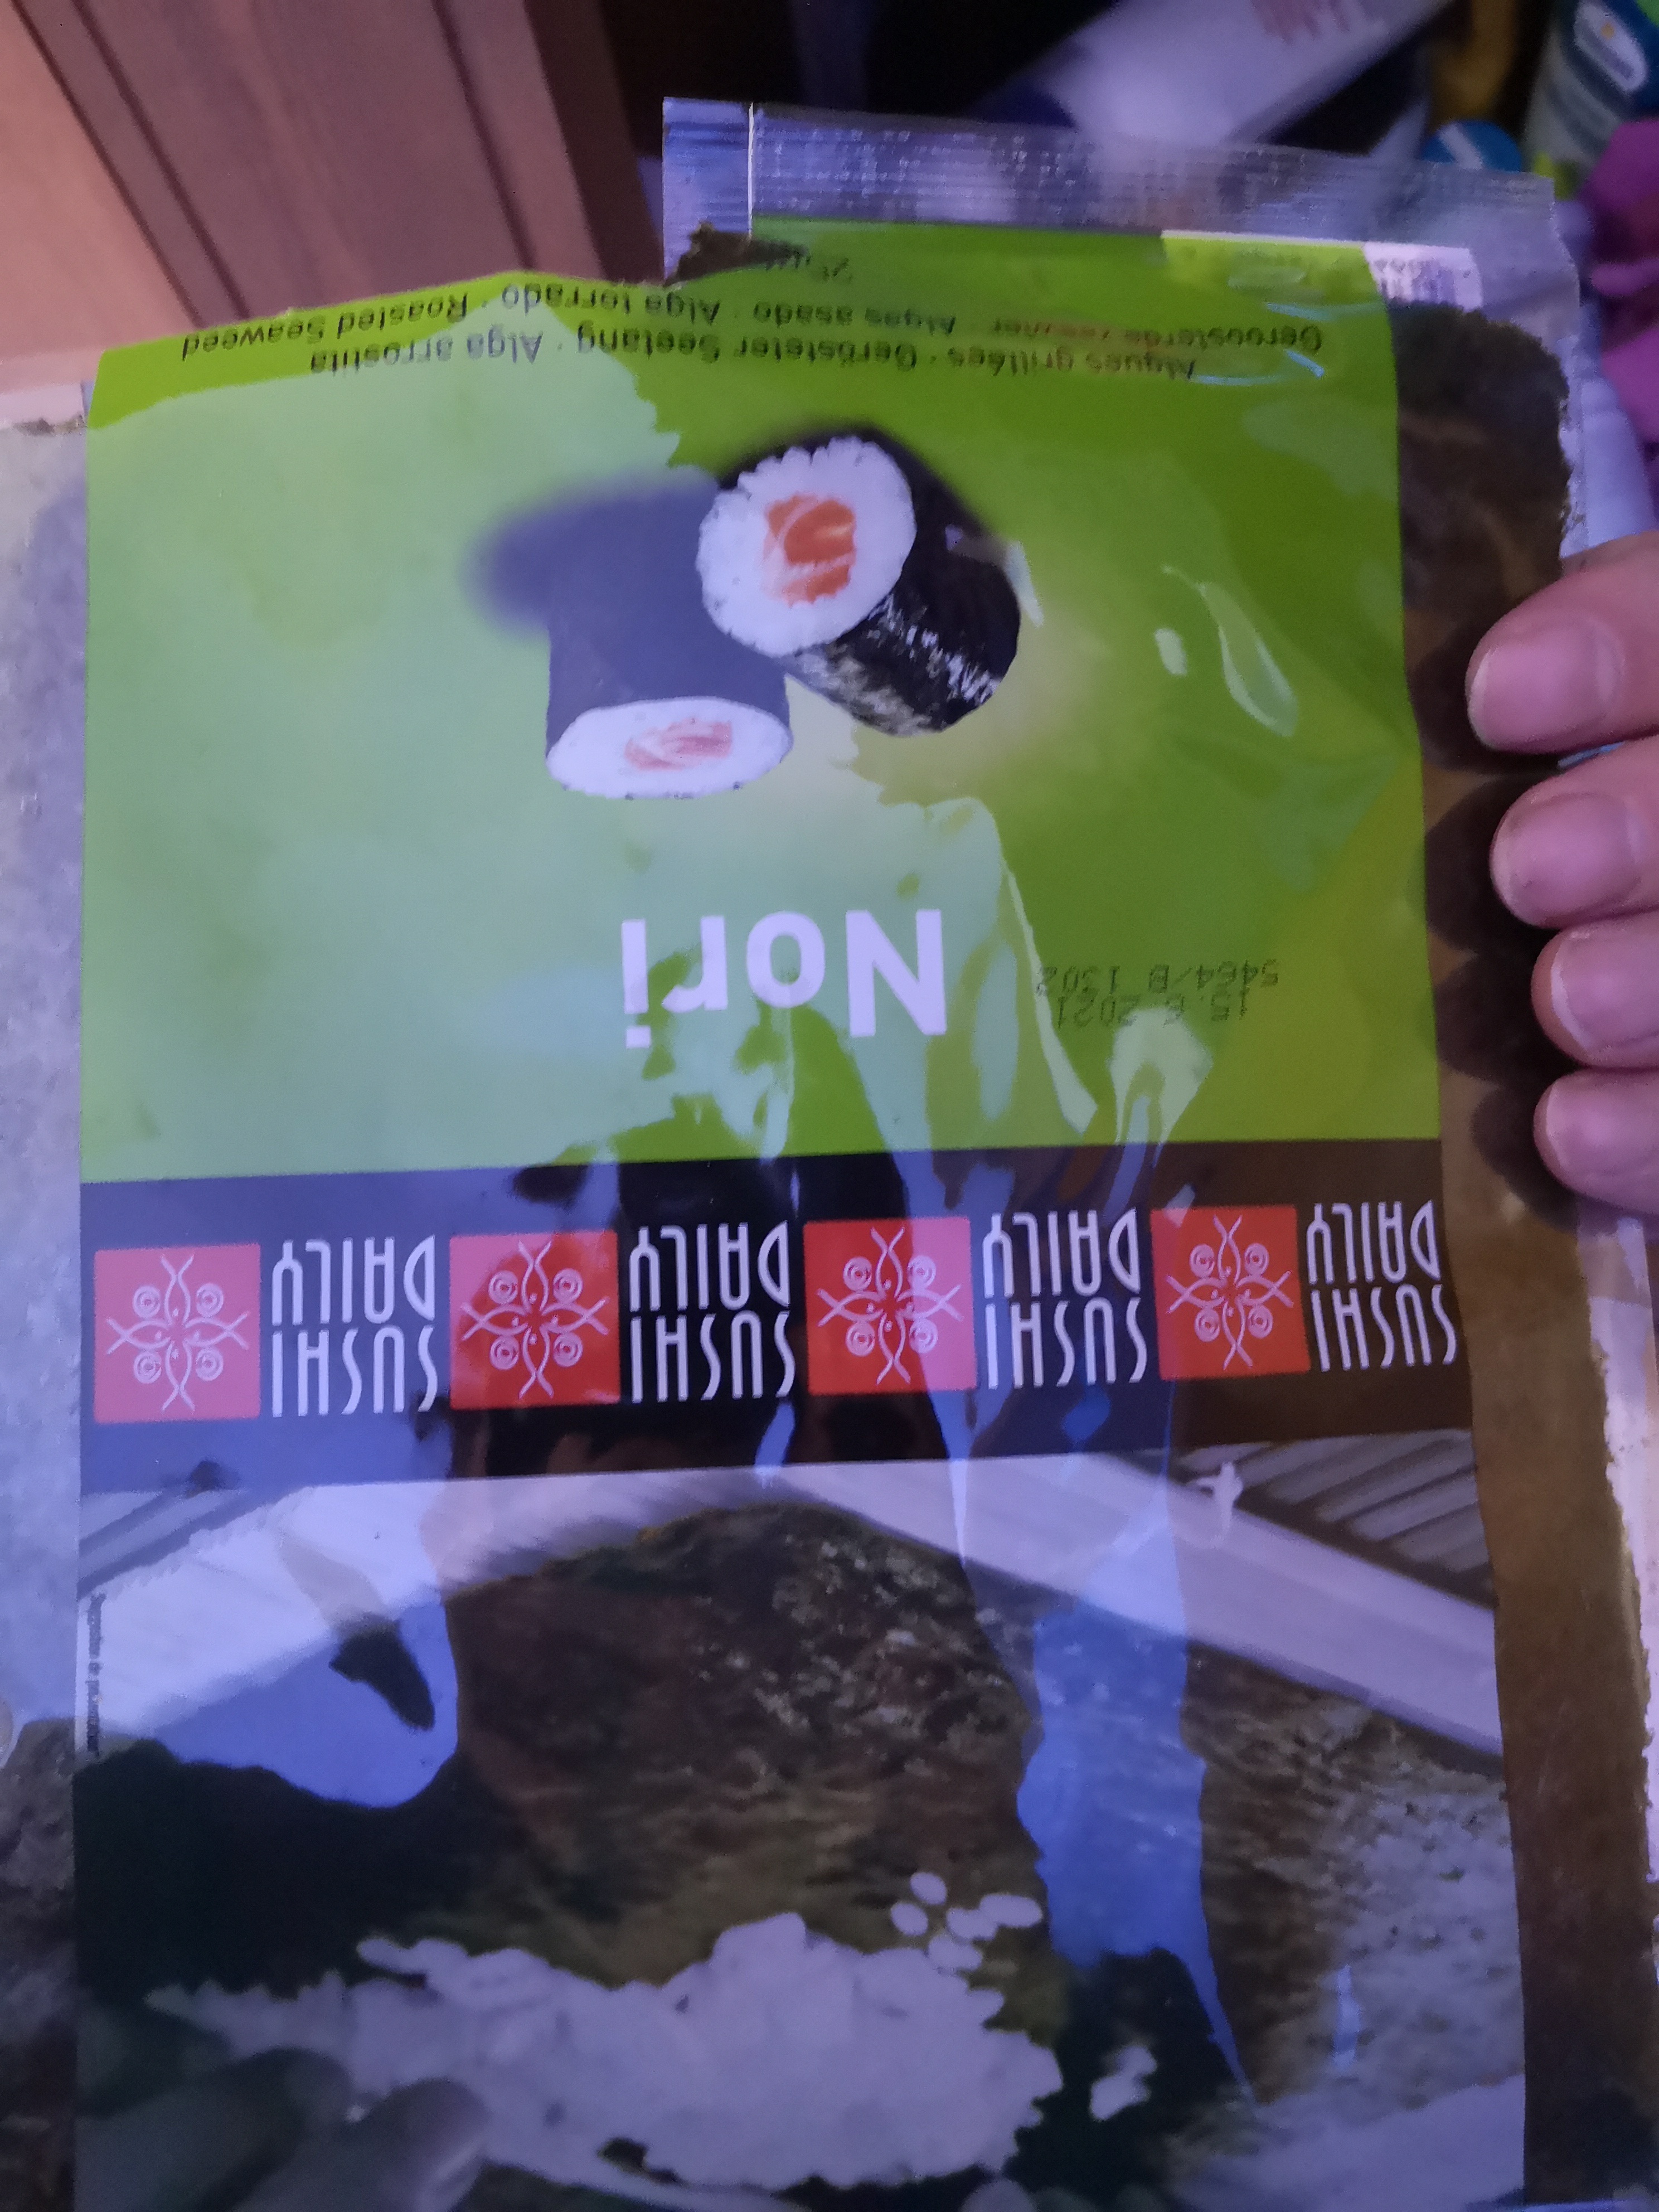 SUSHI DAILY SUSHI DAILY SUSHI DAILY SUSHI DAILY
15.6.2021
5464/B 1302
Nori
Algues grillées · Gerösteter Seetang · Alga arrostita
Geroosterde zeewier · Algas asado · Alga torrado · Roasted Seaweed